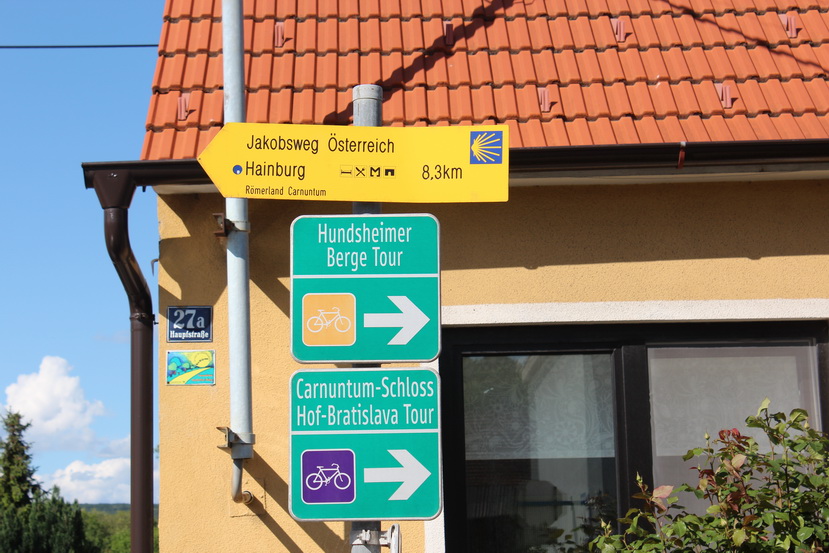 Jakobsweg Österreich
Hainburg 8,3km
Römerland Carnuntum
Hundsheimer
Berge Tour
27a
Hauptstraße
Carnuntum-Schloss
Hof-Bratislava Tour